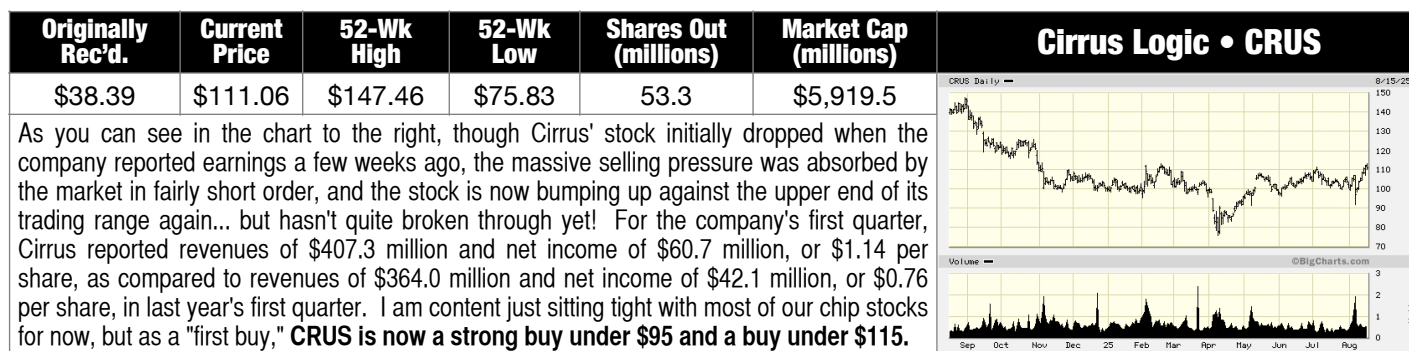 Originally Rec'd.
Current Price
52-Wk High
52-Wk Low
Shares Out (millions)
Market Cap (millions)
Cirrus Logic • CRUS
$38.39
$111.06
$147.46
$75.83
53.3
$5,919.5
As you can see in the chart to the right, though Cirrus' stock initially dropped when the
company reported earnings a few weeks ago, the massive selling pressure was absorbed by
the market in fairly short order, and the stock is now bumping up against the upper end of its
trading range again... but hasn't quite broken through yet! For the company's first quarter,
Cirrus reported revenues of $407.3 million and net income of $60.7 million, or $1.14 per
share, as compared to revenues of $364.0 million and net income of $42.1 million, or $0.76
per share, in last year's first quarter. I am content just sitting tight with most of our chip stocks
for now, but as a "first buy," CRUS is now a strong buy under $95 and a buy under $115.
CRUS Daily
8/15/25
150
140
130
120
110
100
90
80
70
Volume
©BigCharts.com
3
2
1
0
Sep Oct Nov Dec 25 Feb Mar Apr May Jun Jul Aug